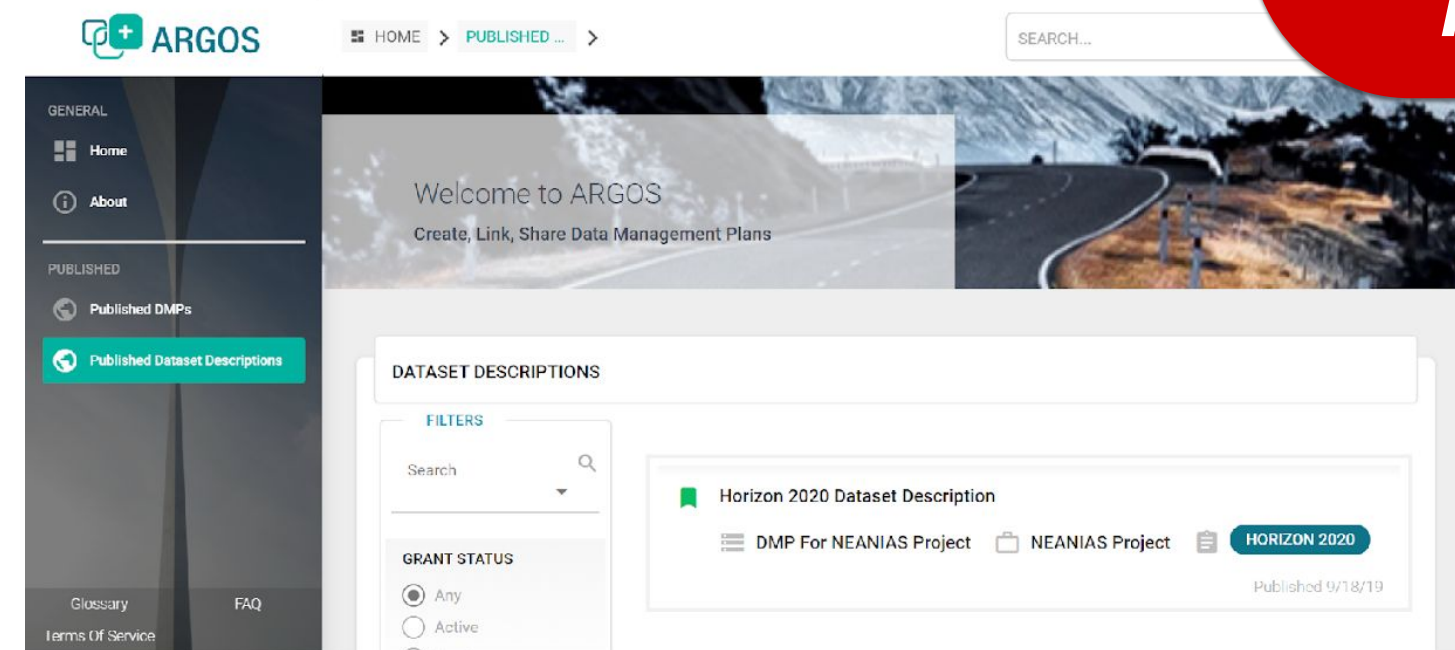 ARGOS
HOME > PUBLISHED ... >
SEARCH...
GENERAL
Home
About
PUBLISHED
Published DMPs
Published Dataset Descriptions
Glossary
FAQ
Terms Of Service
Welcome to ARGOS
Create, Link, Share Data Management Plans
DATASET DESCRIPTIONS
FILTERS
Search
GRANT STATUS
Any
Active
Horizon 2020 Dataset Description
DMP For NEANIAS Project NEANIAS Project HORIZON 2020
Published 9/18/19